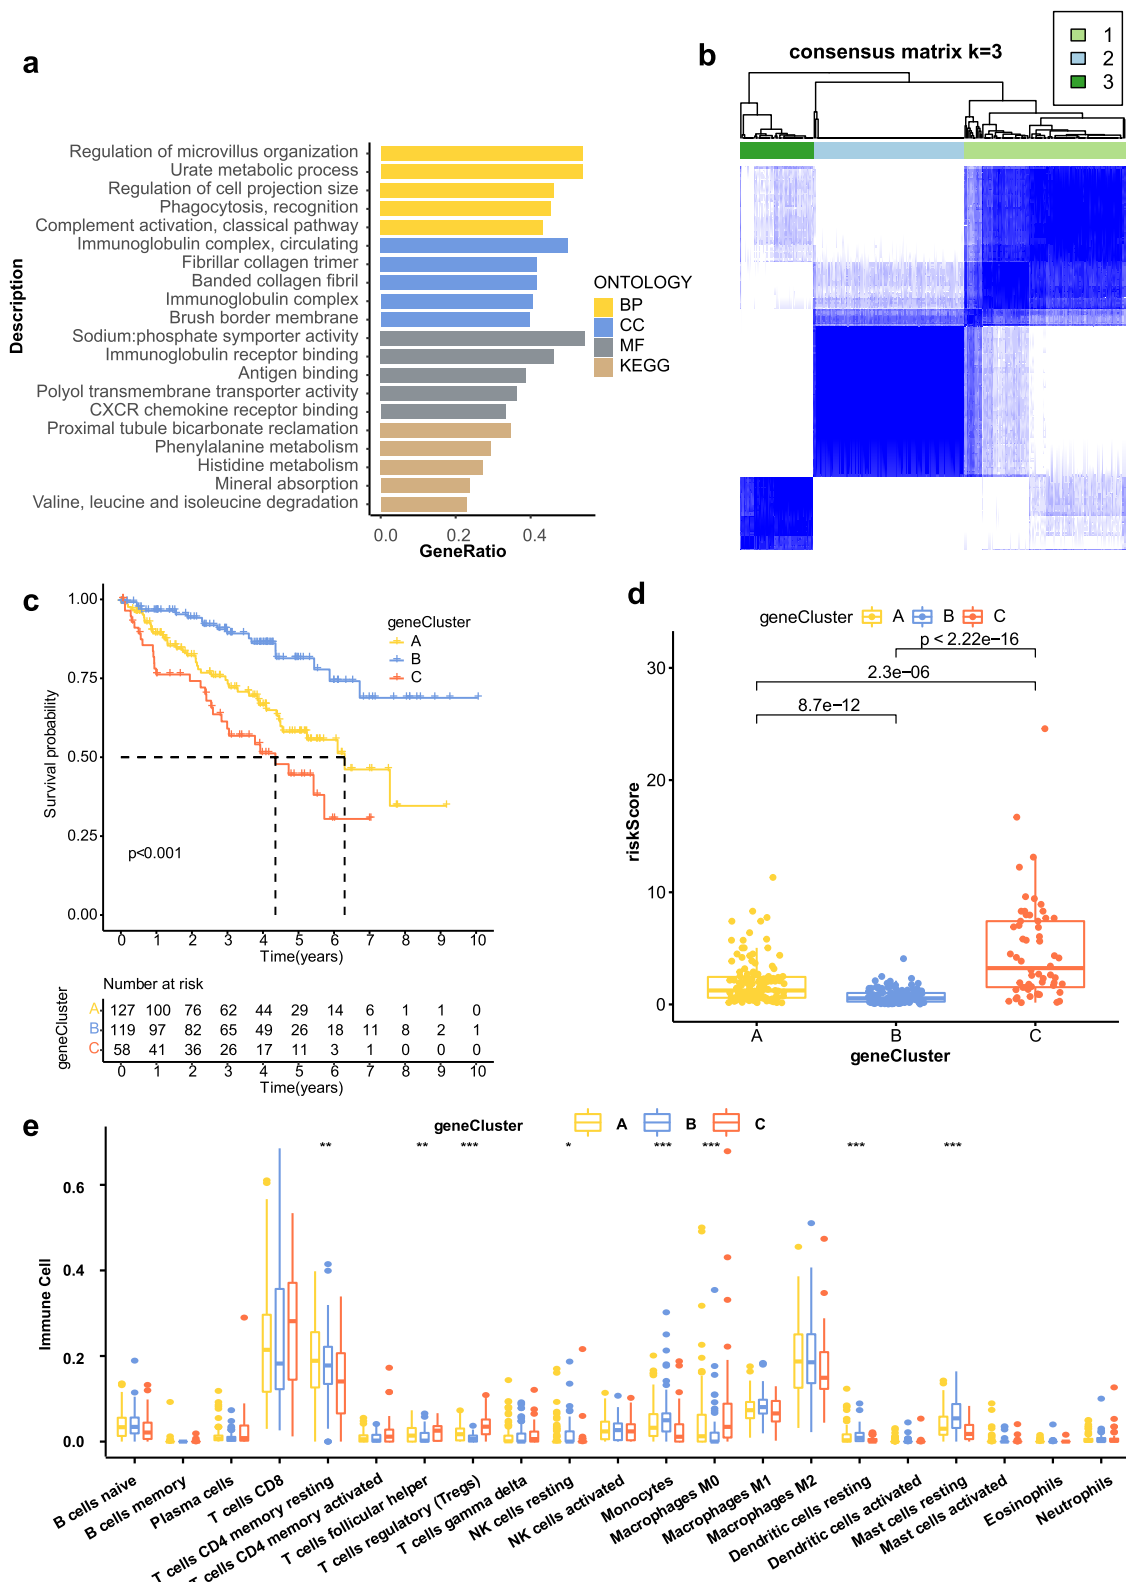 a
Regulation of microvillus organization
Urate metabolic process
Regulation of cell projection size
Phagocytosis, recognition
Complement activation, classical pathway
Immunoglobulin complex, circulating
Fibrillar collagen trimer
Banded collagen fibril
Immunoglobulin complex
Brush border membrane
Sodium:phosphate symporter activity
Immunoglobulin receptor binding
Antigen binding
Polyol transmembrane transporter activity
CXCR chemokine receptor binding
Proximal tubule bicarbonate reclamation
Phenylalanine metabolism
Histidine metabolism
Mineral absorption
Valine, leucine and isoleucine degradation
Description
0.0 0.2 0.4
GeneRatio
ONTOLOGY
BP
CC
MF
KEGG
b
consensus matrix k=3
1
2
3
c
geneCluster
A
B
C
1.00
0.75
0.50
0.25
0.00
Survival probability
p<0.001
0 1 2 3 4 5 6 7 8 9 10
Time(years)
Number at risk
geneCluster
A 127 100 76 62 44 29 14 6 1 1 0
B 119 97 82 65 49 26 18 11 8 2 1
C 58 41 36 26 17 11 3 1 0 0 0
0 1 2 3 4 5 6 7 8 9 10
Time(years)
d
geneCluster A B C
p < 2.22e−16
2.3e−06
8.7e−12
30
20
10
0
riskScore
A B C
geneCluster
e
geneCluster A B C
** ** *** * *** *** *** ***
0.6
0.4
0.2
0.0
Immune Cell
B cells naive
B cells memory
Plasma cells
T cells CD8
T cells CD4 memory resting
T cells CD4 memory activated
T cells follicular helper
T cells regulatory (Tregs)
T cells gamma delta
NK cells resting
NK cells activated
Monocytes
Macrophages M0
Macrophages M1
Macrophages M2
Dendritic cells resting
Dendritic cells activated
Mast cells resting
Mast cells activated
Eosinophils
Neutrophils